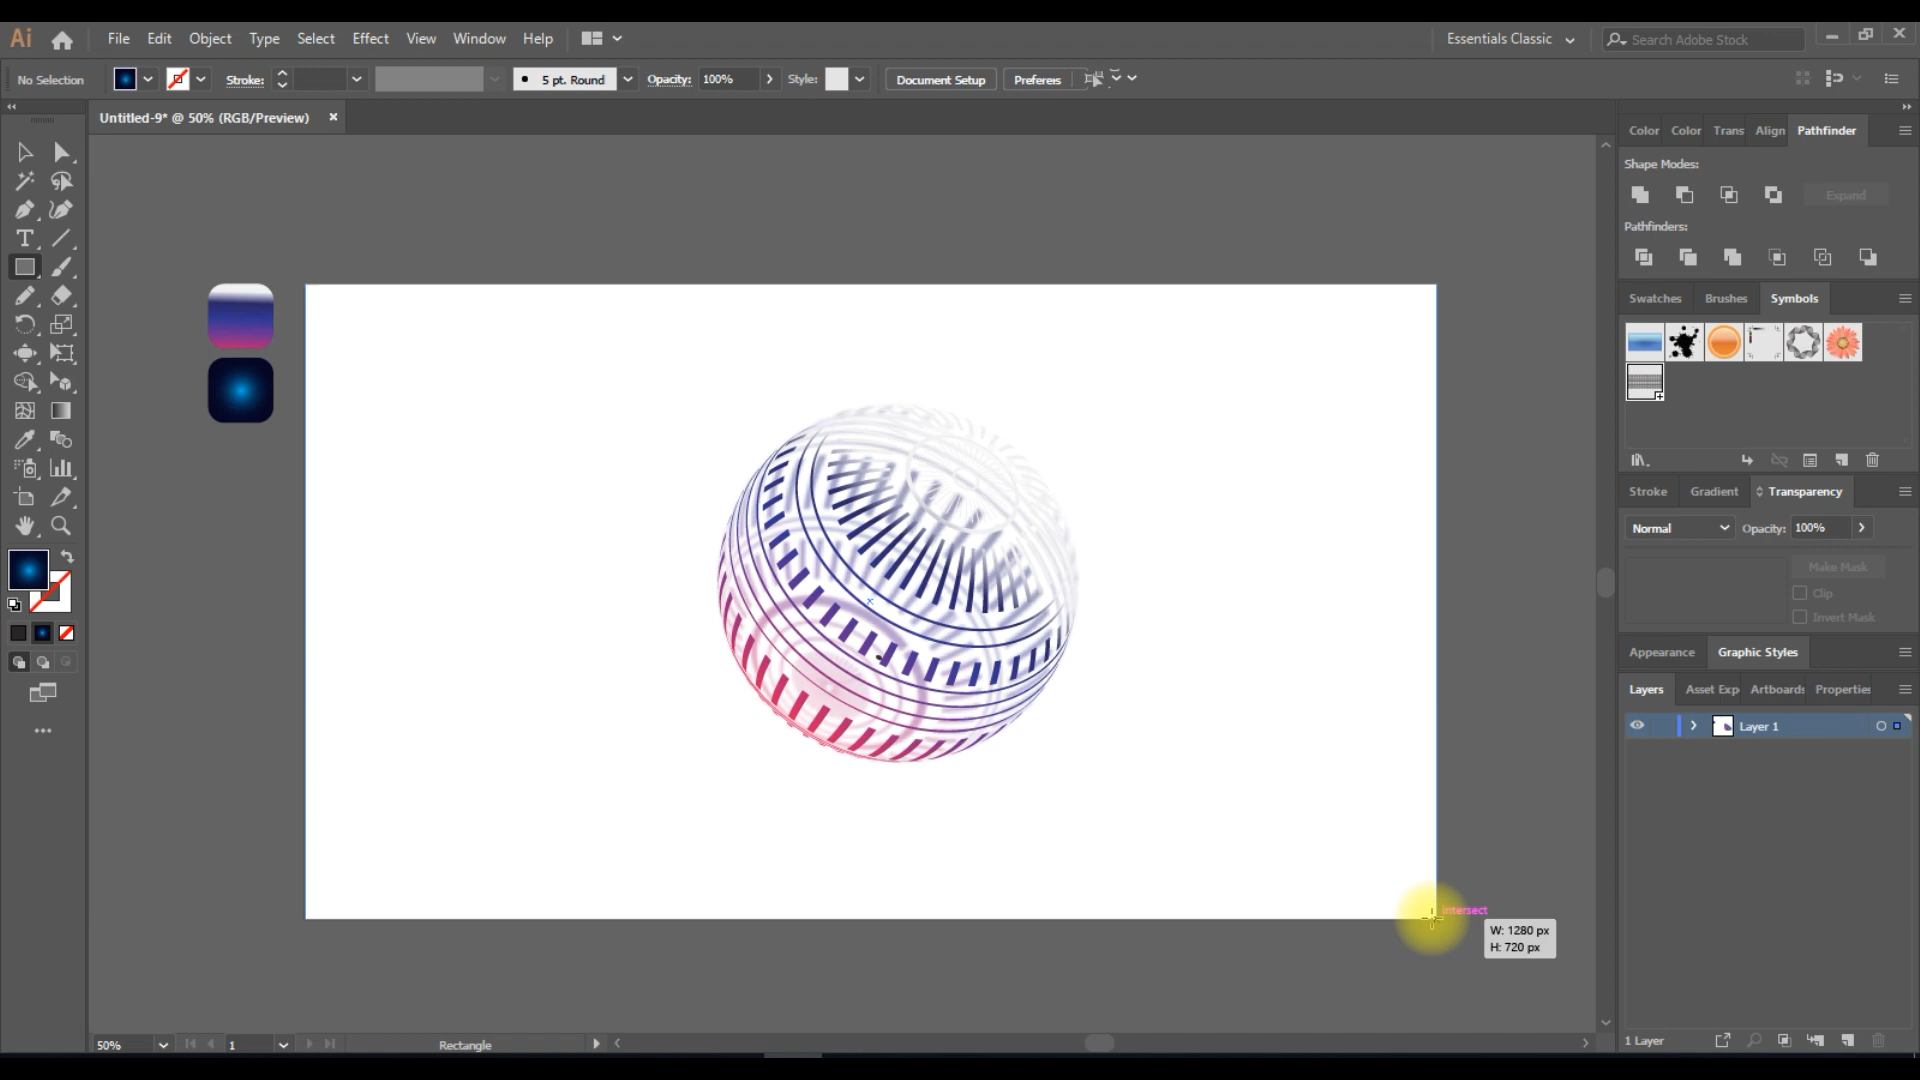 Ai File Edit Object Type Select Effect View Window Help Essentials Classic Search Adobe Stock
No Selection Stroke: 5 pt. Round Opacity: 100% Style: Document Setup Preferens
Untitled-9* @ 50% (RGB/Preview)
Color Color Trans Align Pathfinder
Shape Modes:
Expand
Pathfinders:
Swatches Brushes Symbols
Stroke Gradient Transparency
Normal Opacity: 100%
Make Mask
Clip
Invert Mask
Appearance Graphic Styles
Layers Asset Exp Artboards Properties
Layer 1
intersect
W: 1280 px
H: 720 px
50% 1 Rectangle
1 Layer